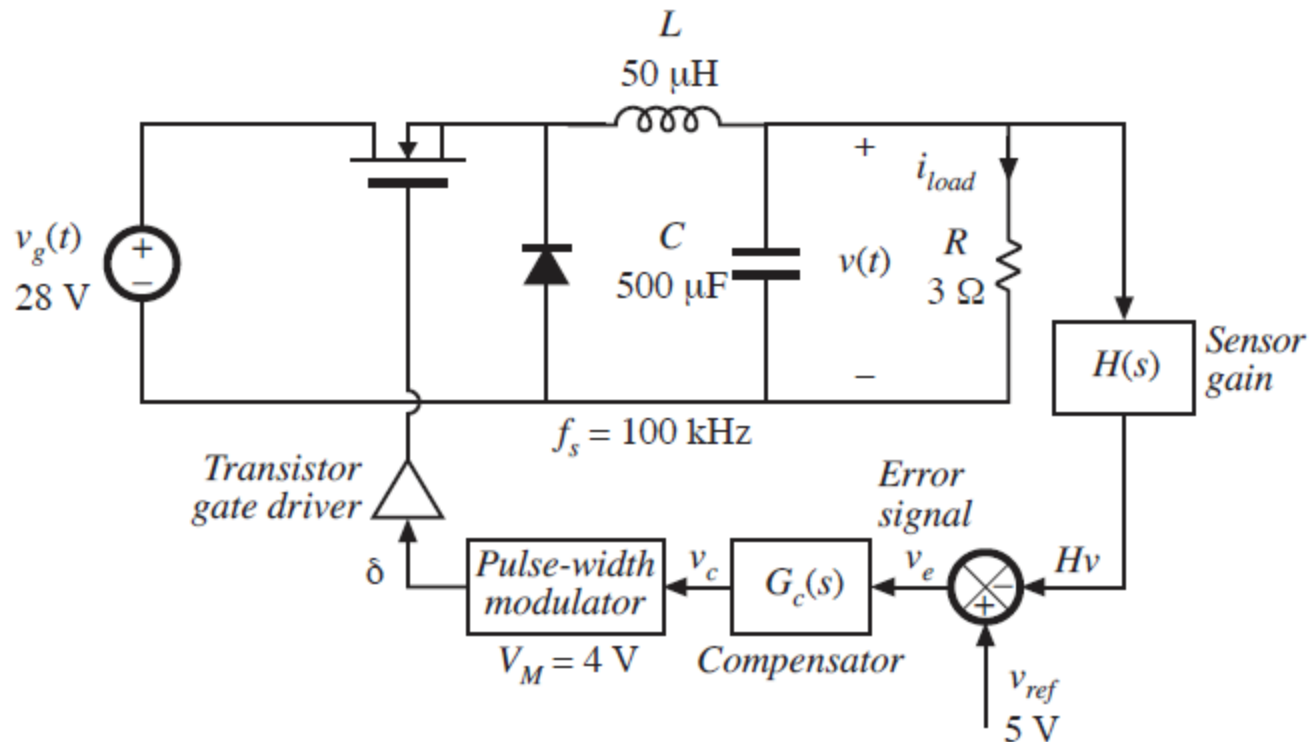 L
50 μH
+
i_load
v_g(t)
28 V
+
−
C
500 μF
v(t)
R
3 Ω
−
H(s)
Sensor
gain
f_s = 100 kHz
Transistor
gate driver
Error
signal
δ
Pulse-width
modulator
v_c
G_c(s)
v_e
−
+
Hv
V_M = 4 V
Compensator
v_ref
5 V